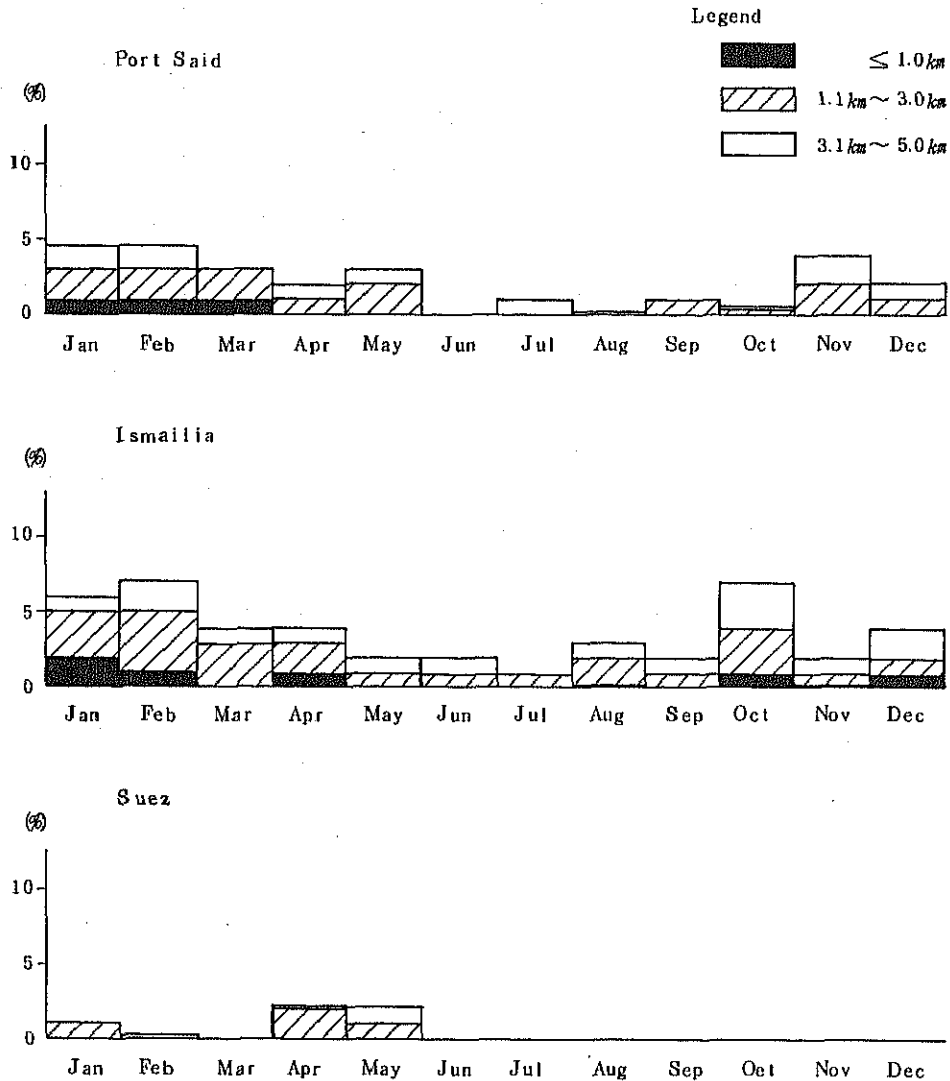 Legend
≤ 1.0km
1.1km~ 3.0km
3.1km~ 5.0km
Port Said
(%)
10
5
0
Jan Feb Mar Apr May Jun Jul Aug Sep Oct Nov Dec
Ismailia
(%)
10
5
0
Jan Feb Mar Apr May Jun Jul Aug Sep Oct Nov Dec
Suez
(%)
10
5
0
Jan Feb Mar Apr May Jun Jul Aug Sep Oct Nov Dec